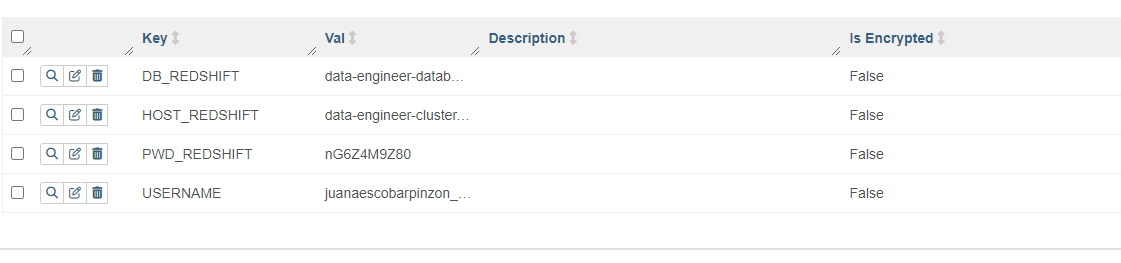 Key Val Description Is Encrypted
DB_REDSHIFT data-engineer-datab… False
HOST_REDSHIFT data-engineer-cluster… False
PWD_REDSHIFT nG6Z4M9Z80 False
USERNAME juanaescobarpinzon_… False